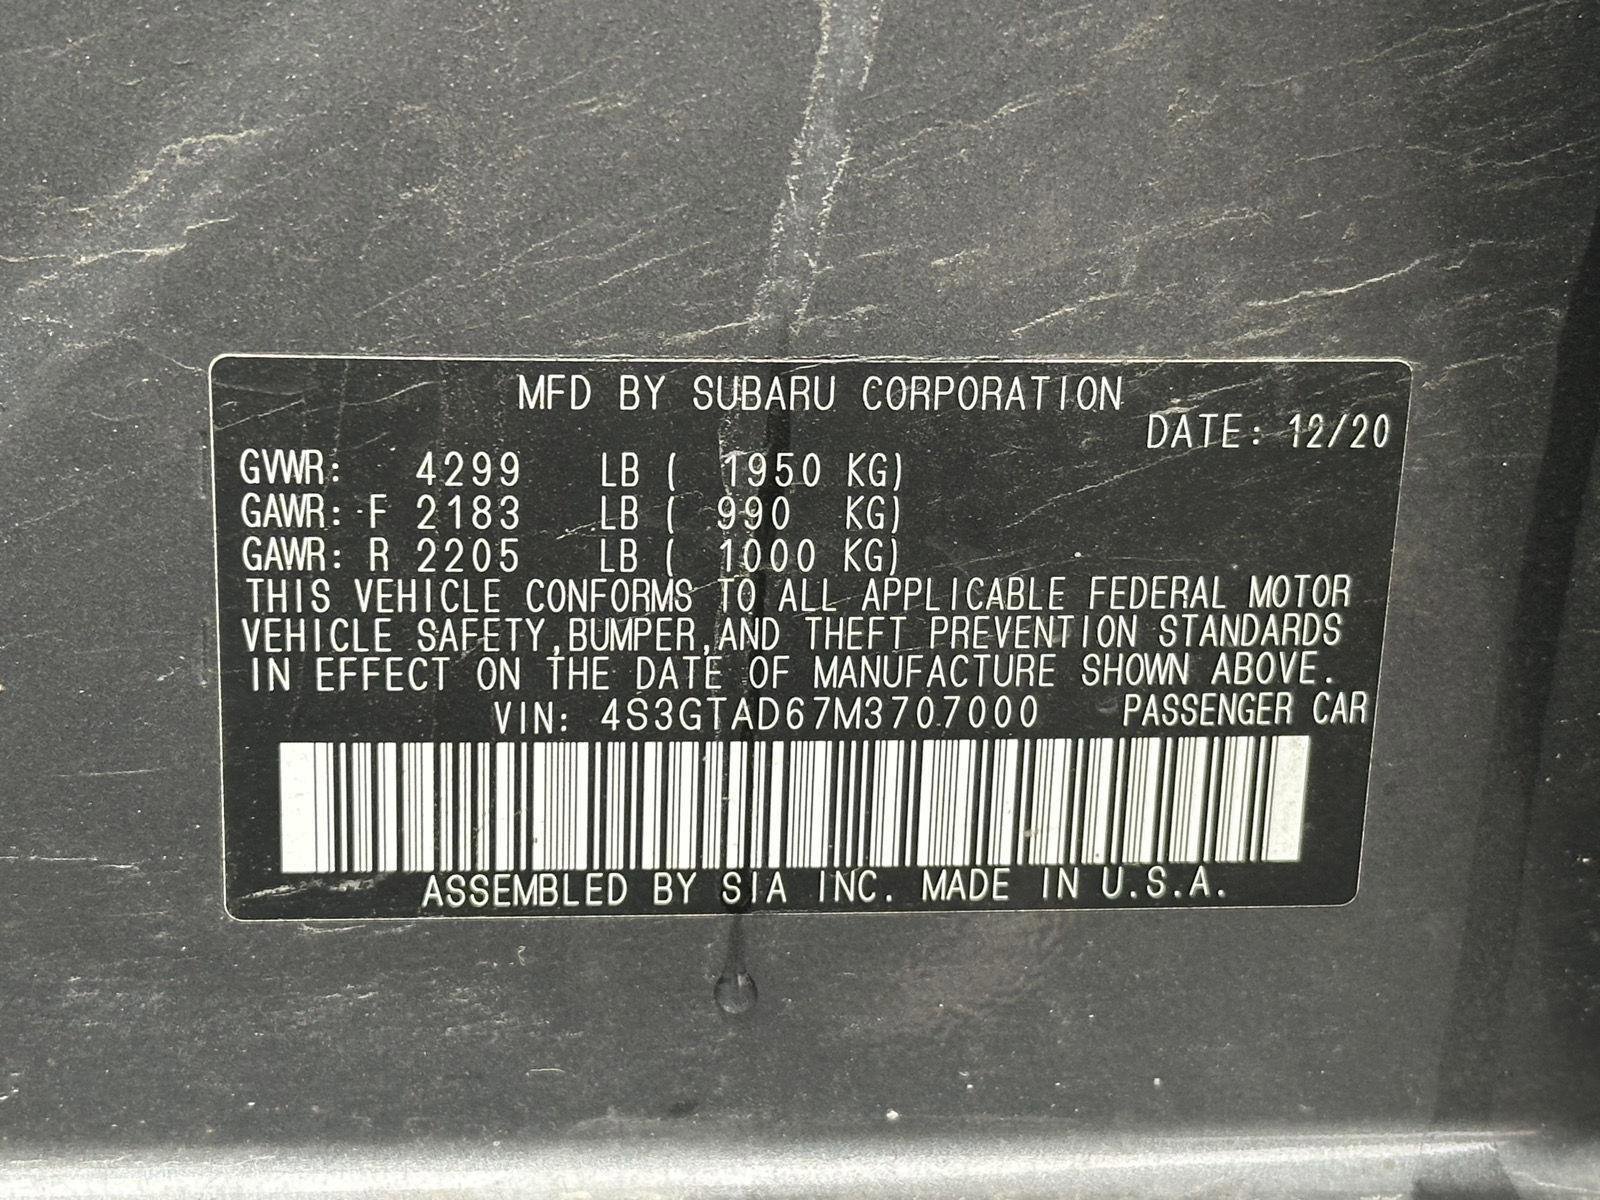 MFD BY SUBARU CORPORATION
DATE: 12/20
GVWR: 4299 LB ( 1950 KG)
GAWR: F 2183 LB ( 990 KG)
GAWR: R 2205 LB ( 1000 KG)
THIS VEHICLE CONFORMS TO ALL APPLICABLE FEDERAL MOTOR
VEHICLE SAFETY,BUMPER,AND THEFT PREVENTION STANDARDS
IN EFFECT ON THE DATE OF MANUFACTURE SHOWN ABOVE.
VIN: 4S3GTAD67M3707000 PASSENGER CAR
ASSEMBLED BY SIA INC. MADE IN U.S.A.